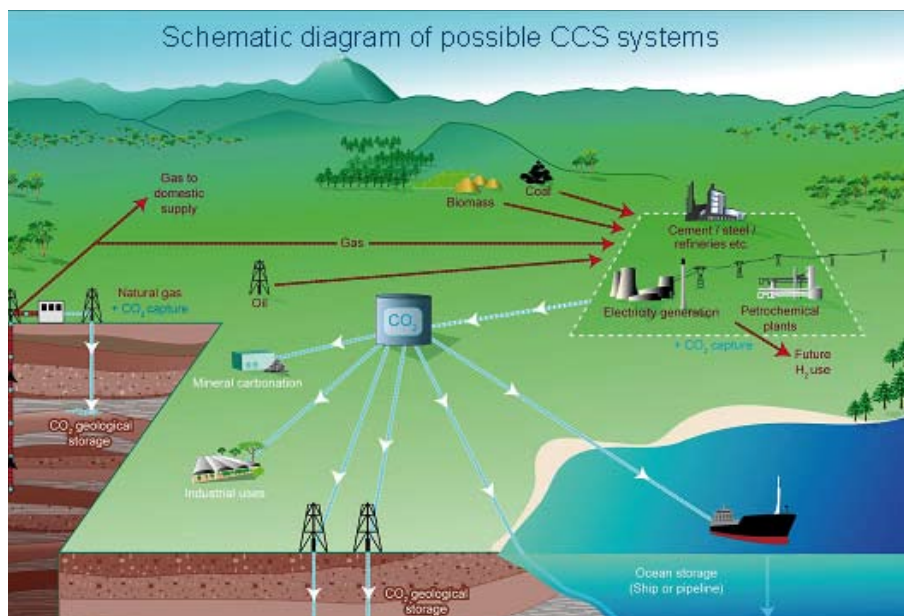 Schematic diagram of possible CCS systems
Gas to
domestic
supply
Biomass
Coal
Cement / steel /
refineries etc.
Gas
Oil
Natural gas
+ CO₂ capture
CO₂
Electricity generation
Petrochemical
plants
+ CO₂ capture
Future
H₂ use
Mineral carbonation
CO₂ geological
storage
Industrial uses
CO₂ geological
storage
Ocean storage
(Ship or pipeline)